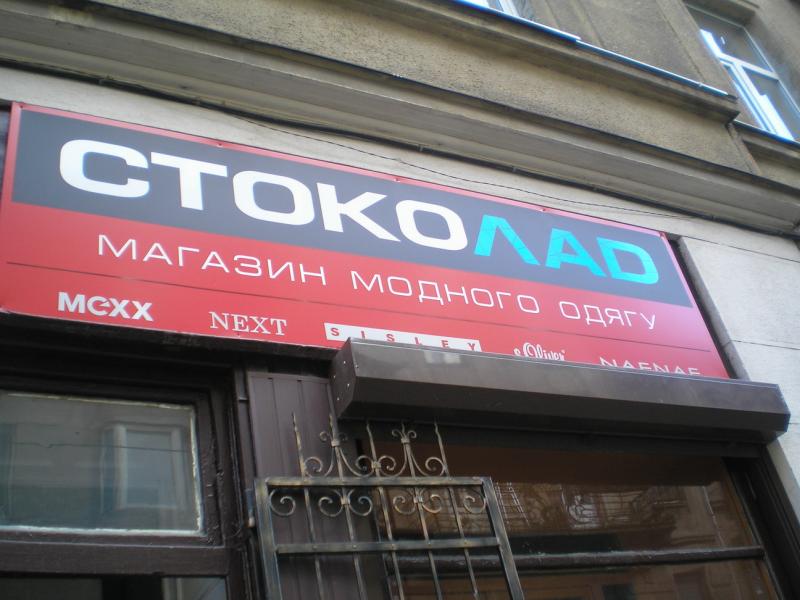 СТОКОЛАД
МАГАЗИН МОДНОГО ОДЯГУ
MEXX NEXT SISLEY s.Oliver NAFNAF